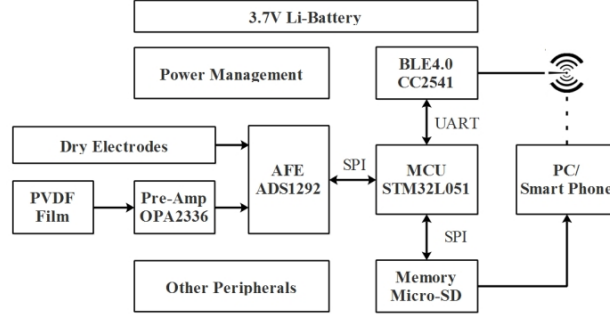 3.7V Li-Battery
Power Management
BLE4.0
CC2541
UART
Dry Electrodes
AFE
ADS1292
SPI
MCU
STM32L051
PC/
Smart Phone
PVDF
Film
Pre-Amp
OPA2336
SPI
Other Peripherals
Memory
Micro-SD